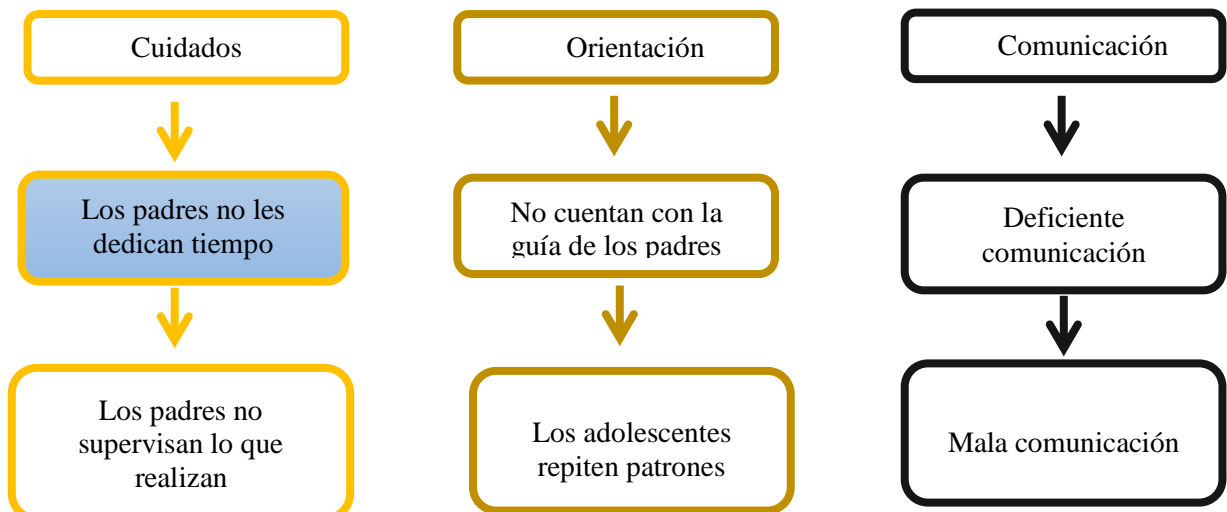 Cuidados
Orientación
Comunicación
Los padres no les
dedican tiempo
No cuentan con la
guía de los padres
Deficiente
comunicación
Los padres no
supervisan lo que
realizan
Los adolescentes
repiten patrones
Mala comunicación